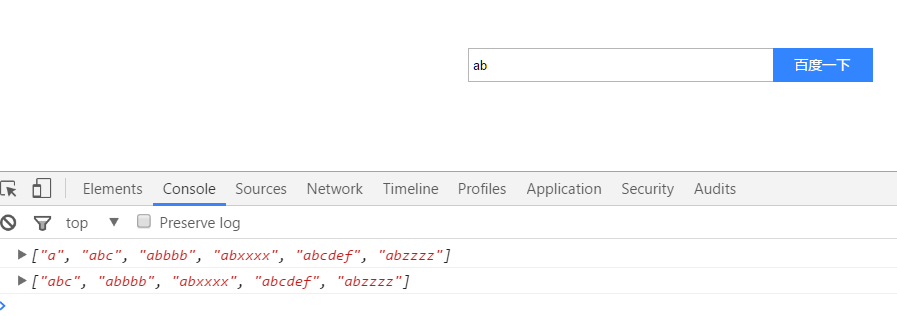 ab 百度一下
Elements Console Sources Network Timeline Profiles Application Security Audits
top ▼ Preserve log
▶ ["a", "abc", "abbbb", "abxxxx", "abcdef", "abzzzz"]
▶ ["abc", "abbbb", "abxxxx", "abcdef", "abzzzz"]
>